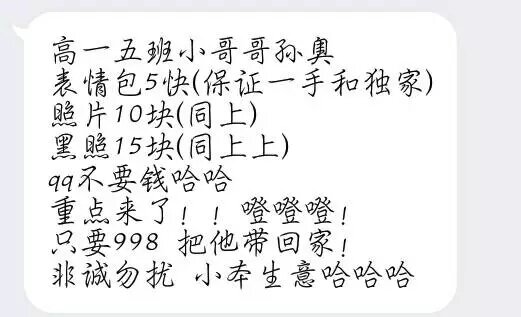 高一五班小哥哥孙奥
表情包5快(保证一手和独家)
照片10块(同上)
黑照15块(同上上)
qq不要钱哈哈
重点来了！！噔噔噔！
只要998 把他带回家！
非诚勿扰 小本生意哈哈哈